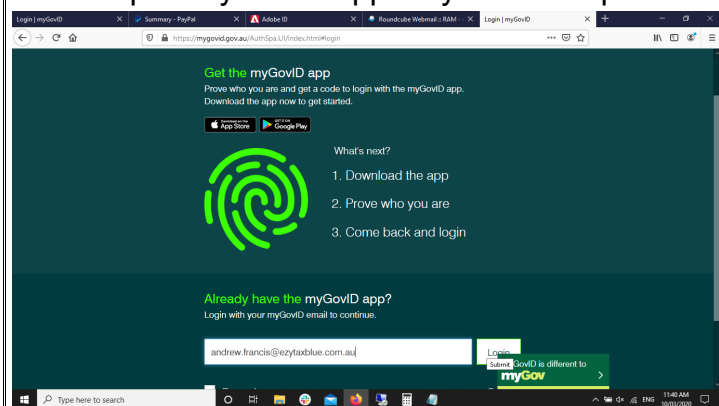 Login | myGovID
Summary - PayPal
Adobe ID
Roundcube Webmail :: RAM -
Login | myGovID
https://mygovid.gov.au/AuthSpa.UI/index.html#login
Get the myGovID app
Prove who you are and get a
code to login with the myGovID app.
Download the app now to get
started.
Download on the
App Store
GET IT ON
Google Play
What's next?
1. Download the app
2. Prove who you are
3. Come back and login
Already have the myGovID app?
Login with your myGovID email to continue.
andrew.francis@ezytaxblue.com.au
Login
Submit
GovID is different to
myGov
Type here to search
ENG
11:40 AM
10/03/2020